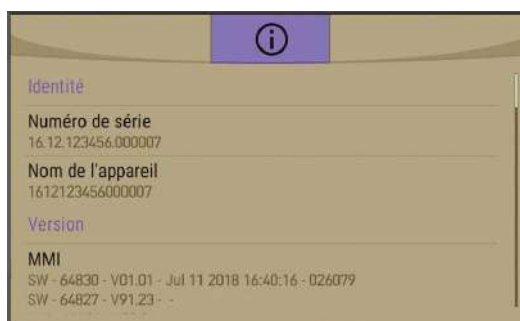 Identité
Numéro de série
16.12.123456.000007
Nom de l'appareil
1612123456000007
Version
MMI
SW - 64830 - V01.01 - Jul 11 2018 16:40:16 - 026079
SW - 64827 - V91.23 - -